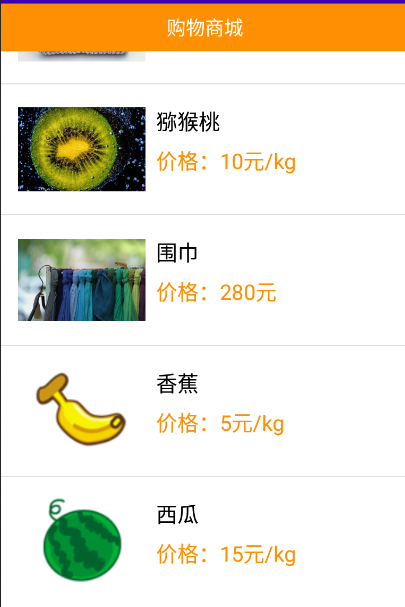 购物商城
猕猴桃
价格：10元/kg
围巾
价格：280元
香蕉
价格：5元/kg
西瓜
价格：15元/kg